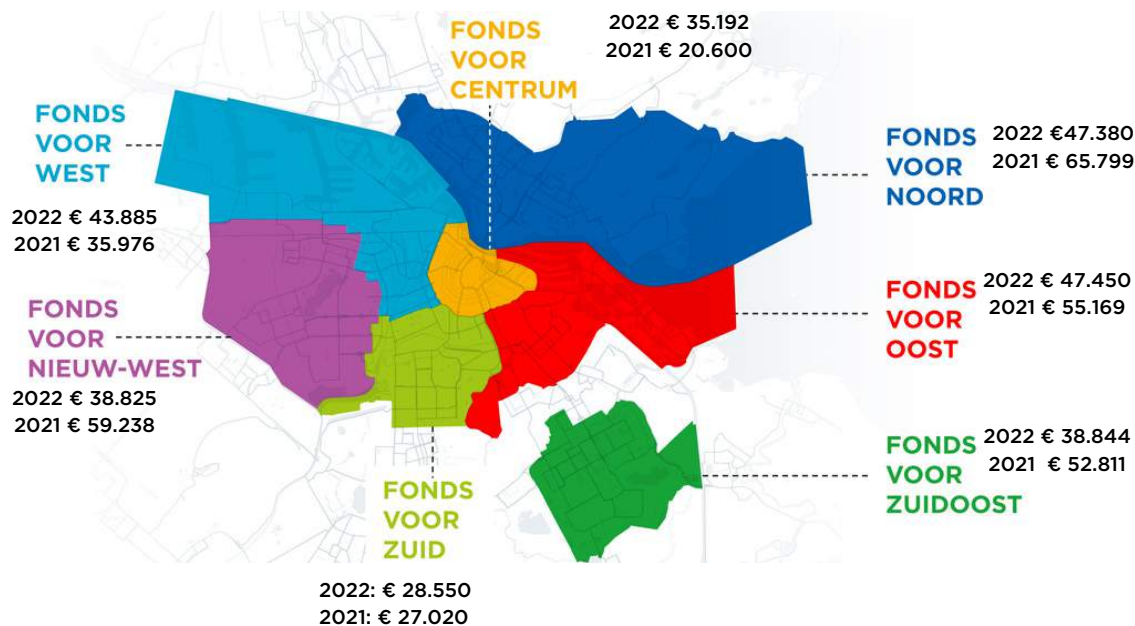 FONDS
VOOR
CENTRUM
2022 € 35.192
2021 € 20.600
FONDS
VOOR
WEST
2022 € 43.885
2021 € 35.976
FONDS
VOOR
NOORD
2022 €47.380
2021 € 65.799
FONDS
VOOR
NIEUW-WEST
2022 € 38.825
2021 € 59.238
FONDS
VOOR
OOST
2022 € 47.450
2021 € 55.169
FONDS
VOOR
ZUID
2022: € 28.550
2021: € 27.020
FONDS
VOOR
ZUIDOOST
2022 € 38.844
2021 € 52.811